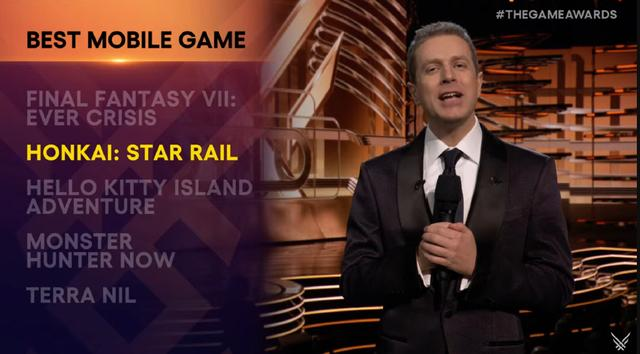 #THEGAMEAWARDS
BEST MOBILE GAME
FINAL FANTASY VII:
EVER CRISIS
HONKAI: STAR RAIL
HELLO KITTY ISLAND
ADVENTURE
MONSTER
HUNTER NOW
TERRA NIL